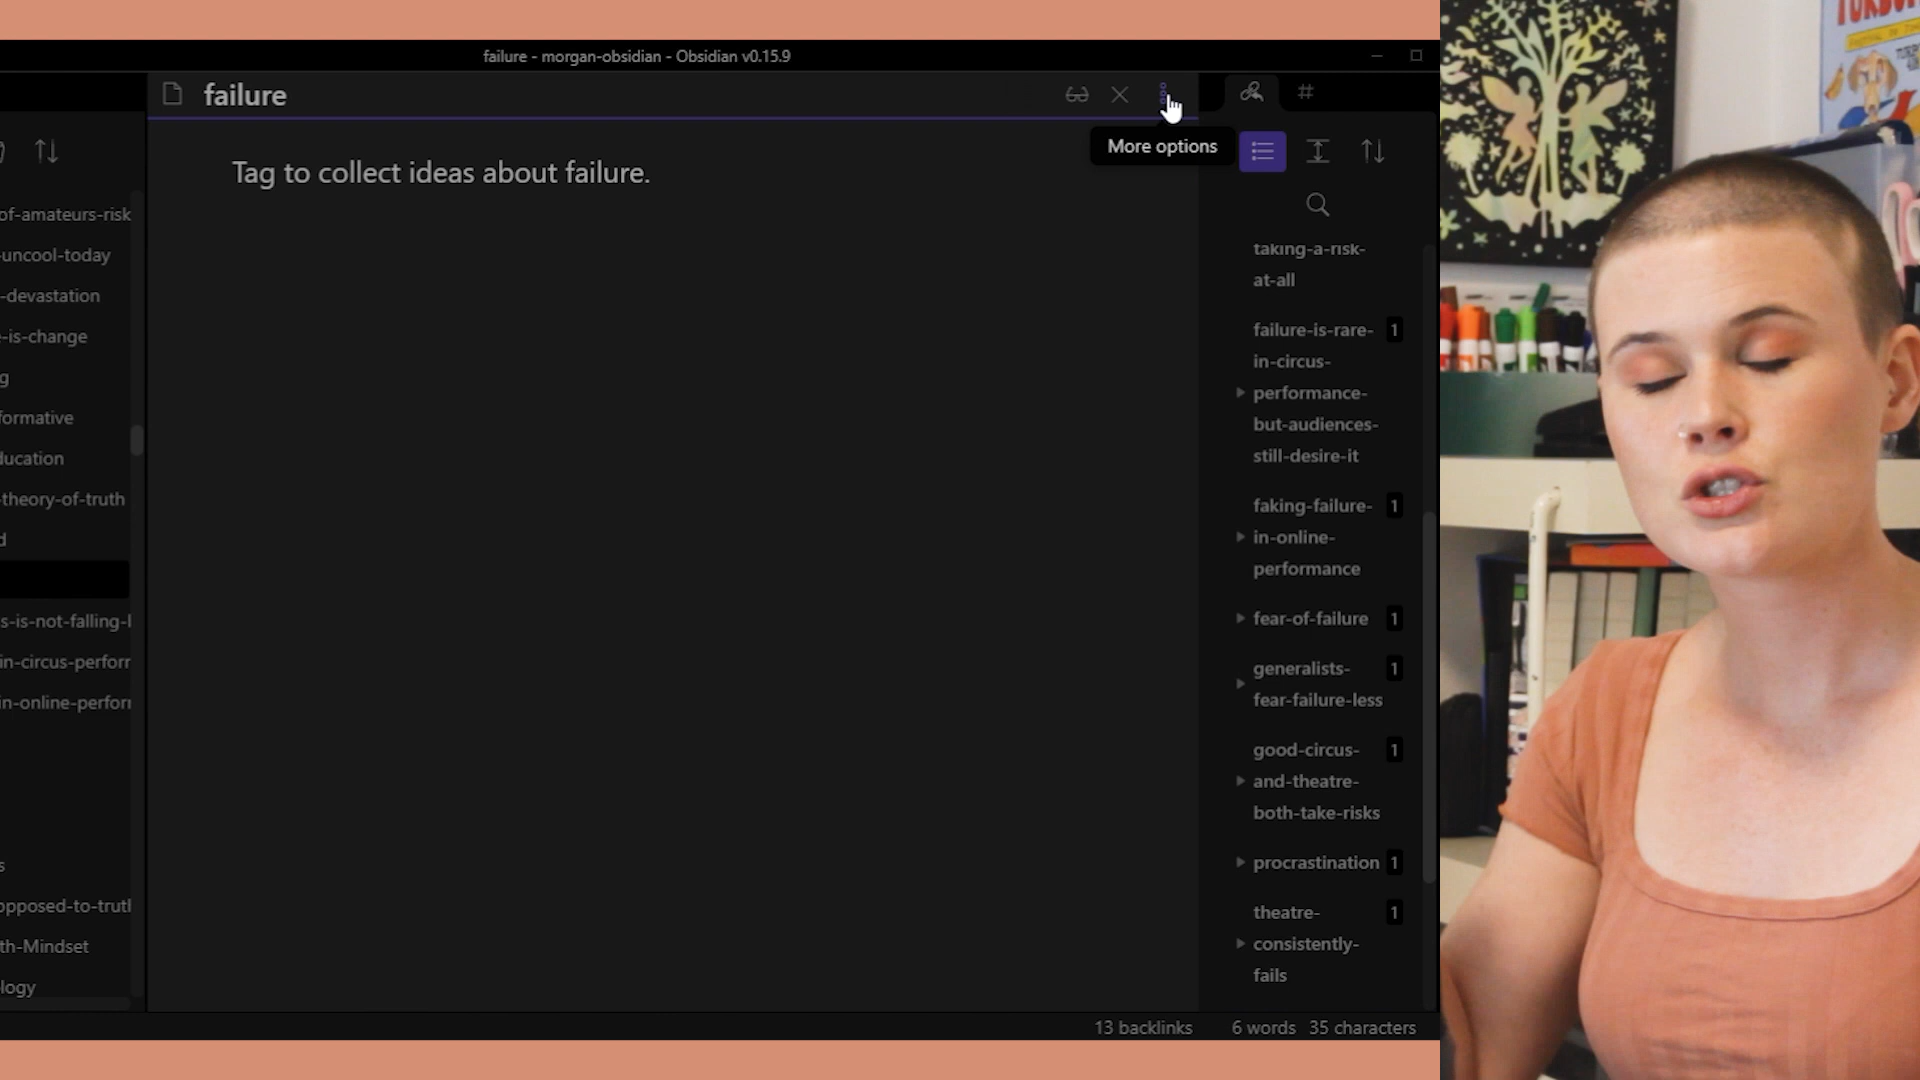 failure - morgan-obsidian - Obsidian v0.15.9
failure
More options
Tag to collect ideas about failure.
of-amateurs-risk
-uncool-today
-devastation
-is-change
g
formative
ducation
-theory-of-truth
d
s-is-not-falling-l
in-circus-perforr
in-online-perforr
s
opposed-to-trutl
th-Mindset
logy
#
taking-a-risk-
at-all
failure-is-rare- 1
in-circus-
performance-
but-audiences-
still-desire-it
faking-failure- 1
in-online-
performance
fear-of-failure 1
generalists- 1
fear-failure-less
good-circus- 1
and-theatre-
both-take-risks
procrastination 1
theatre- 1
consistently-
fails
13 backlinks 6 words 35 characters